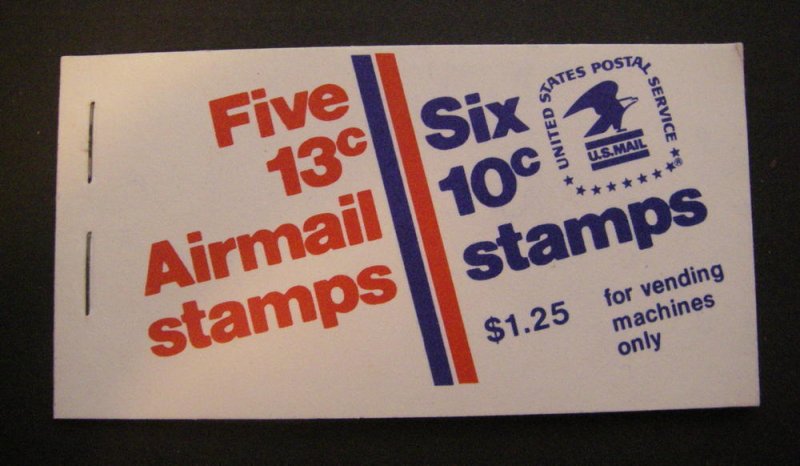 Five
13c
Airmail
stamps
Six
10c
stamps
$1.25
for vending
machines
only
UNITED STATES POSTAL SERVICE
U.S.MAIL
®